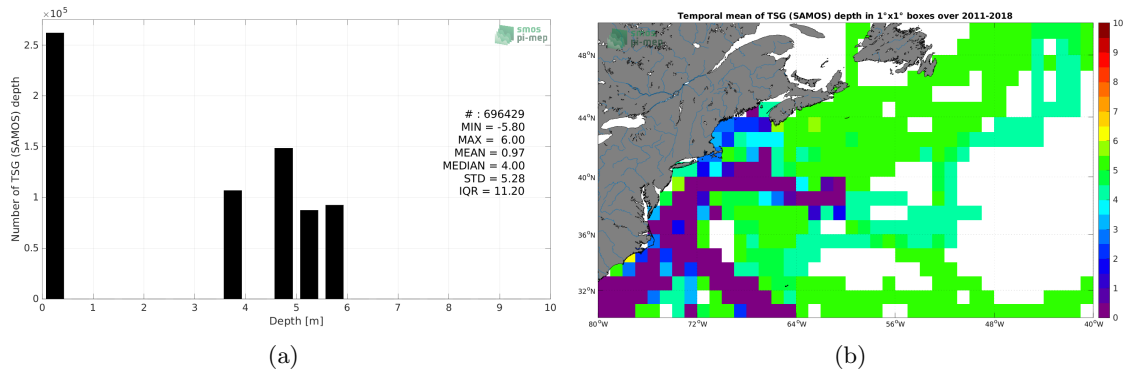 ×10⁵
2.5
2
1.5
1
0.5
0
0 1 2 3 4 5 6 7 8 9 10
Number of TSG (SAMOS) depth
Depth [m]
smos
pi-mep
# : 696429
MIN = -5.80
MAX = 6.00
MEAN = 0.97
MEDIAN = 4.00
STD = 5.28
IQR = 11.20
(a)
Temporal mean of TSG (SAMOS) depth in 1°x1° boxes over 2011-2018
smos
pi-mep
48°N
44°N
40°N
36°N
32°N
80°W 72°W 64°W 56°W 48°W 40°W
10
9
8
7
6
5
4
3
2
1
0
(b)